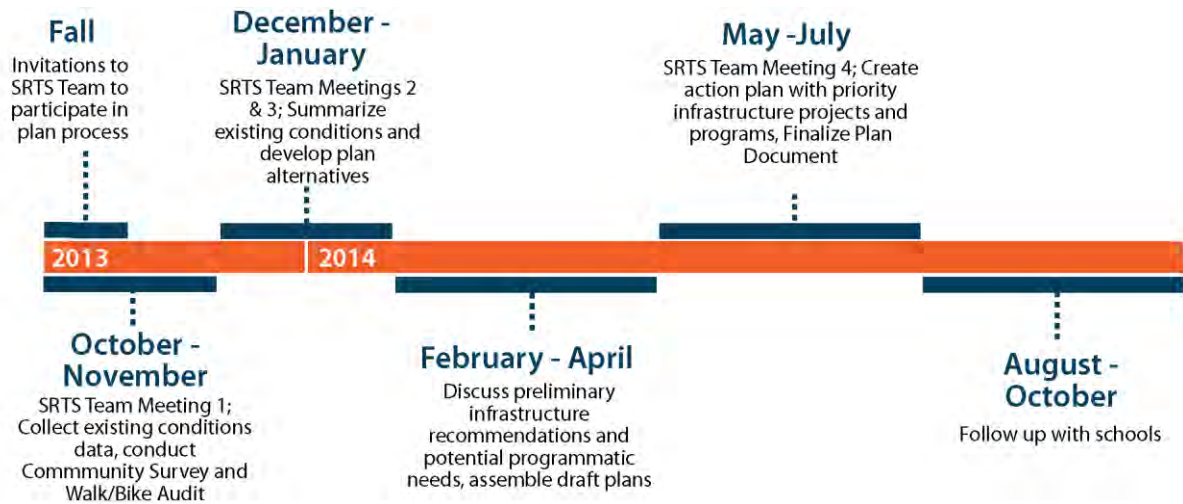 Fall
Invitations to
SRTS Team to
participate in
plan process
December -
January
SRTS Team Meetings 2
& 3; Summarize
existing conditions and
develop plan
alternatives
May -July
SRTS Team Meeting 4; Create
action plan with priority
infrastructure projects and
programs, Finalize Plan
Document
2013
2014
October -
November
SRTS Team Meeting 1;
Collect existing conditions
data, conduct
Commmunity Survey and
Walk/Bike Audit
February - April
Discuss preliminary
infrastructure
recommendations and
potential programmatic
needs, assemble draft plans
August -
October
Follow up with schools